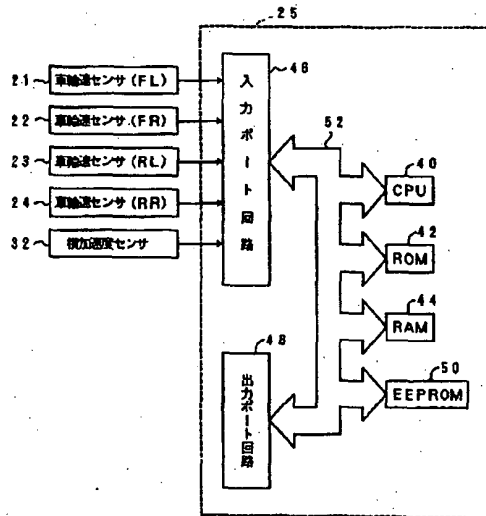 25
21 車輪速センサ(FL)
22 車輪速センサ(FR)
23 車輪速センサ(RL)
24 車輪速センサ(RR)
32 横加速度センサ
46
入力ポート回路
52
40
CPU
42
ROM
44
RAM
50
EEPROM
48
出力ポート回路